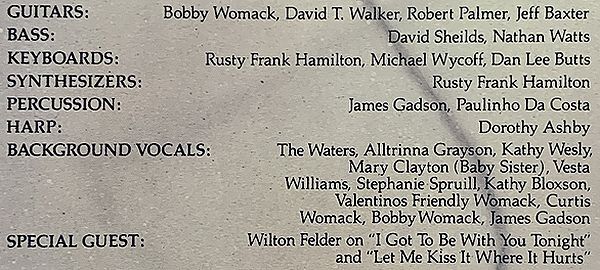 GUITARS: Bobby Womack, David T. Walker, Robert Palmer, Jeff Baxter
BASS: David Sheilds, Nathan Watts
KEYBOARDS: Rusty Frank Hamilton, Michael Wycoff, Dan Lee Butts
SYNTHESIZERS: Rusty Frank Hamilton
PERCUSSION: James Gadson, Paulinho Da Costa
HARP: Dorothy Ashby
BACKGROUND VOCALS: The Waters, Alltrinna Grayson, Kathy Wesly,
Mary Clayton (Baby Sister), Vesta
Williams, Stephanie Spruill, Kathy Bloxson,
Valentinos Friendly Womack, Curtis
Womack, Bobby Womack, James Gadson
SPECIAL GUEST: Wilton Felder on "I Got To Be With You Tonight"
and "Let Me Kiss It Where It Hurts"